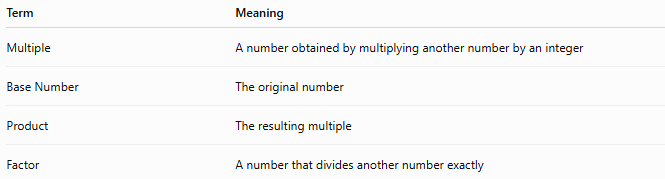 Term Meaning
Multiple A number obtained by multiplying another number by an integer
Base Number The original number
Product The resulting multiple
Factor A number that divides another number exactly